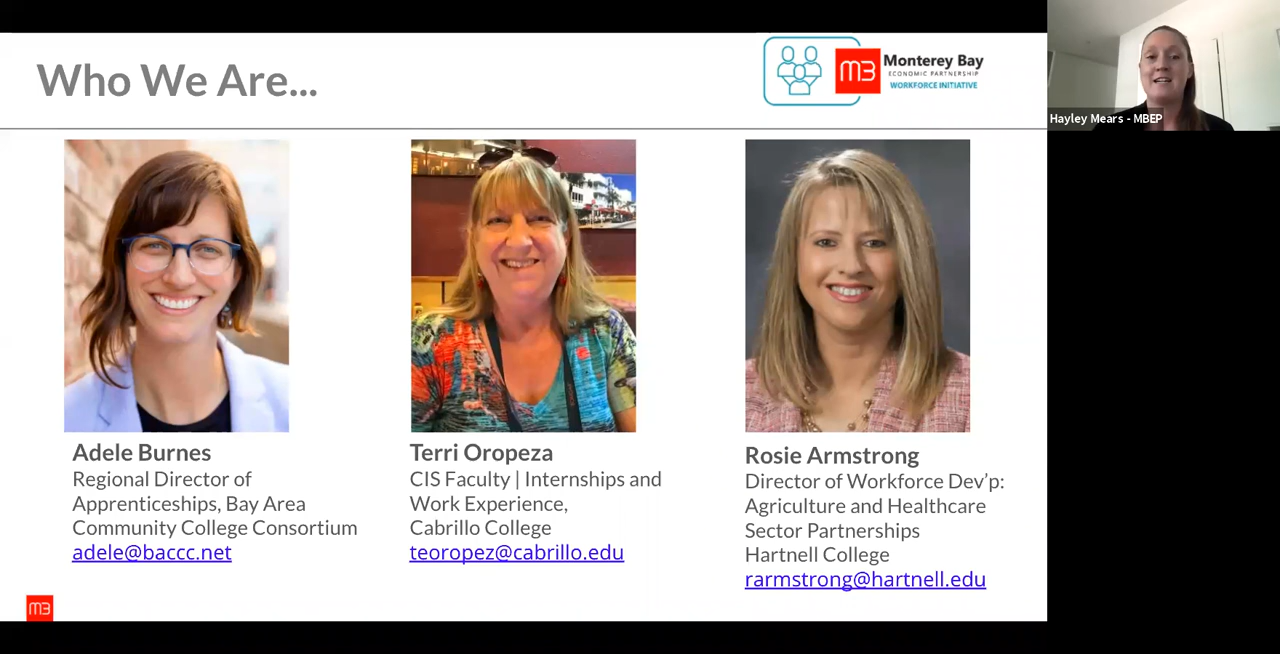 Who We Are...
M3
Monterey Bay
ECONOMIC PARTNERSHIP
WORKFORCE INITIATIVE
Hayley Mears - MBEP
Adele Burnes
Regional Director of
Apprenticeships, Bay Area
Community College Consortium
adele@baccc.net
Terri Oropeza
CIS Faculty | Internships and
Work Experience,
Cabrillo College
teoropez@cabrillo.edu
Rosie Armstrong
Director of Workforce Dev’p:
Agriculture and Healthcare
Sector Partnerships
Hartnell College
rarmstrong@hartnell.edu
M3